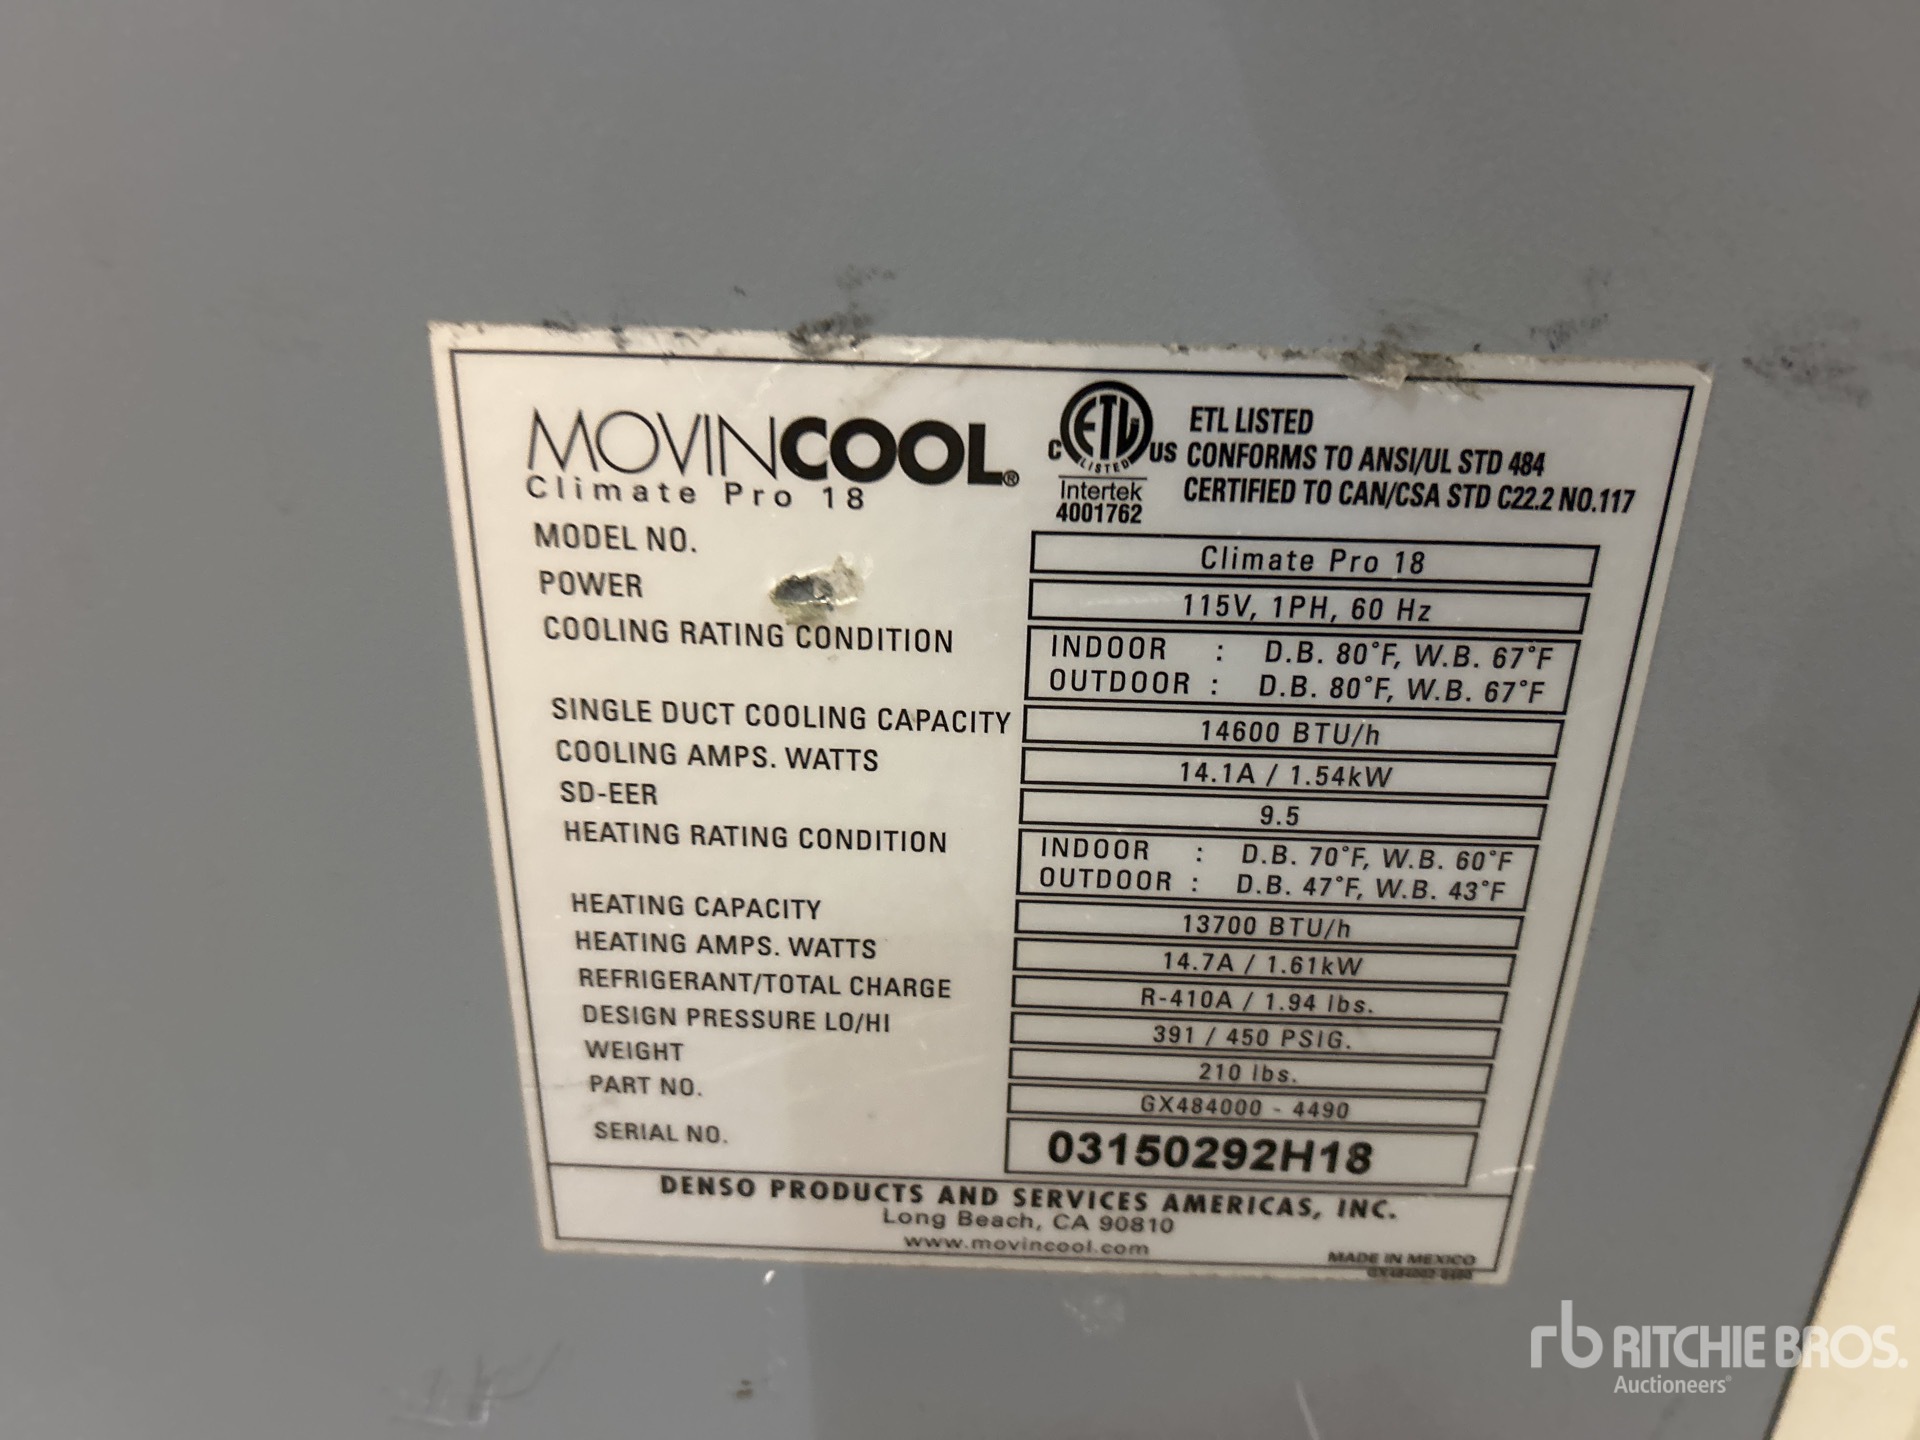 MOVINCOOL®
Climate Pro 18
C ETL LISTED US
Intertek
4001762
ETL LISTED
CONFORMS TO ANSI/UL STD 484
CERTIFIED TO CAN/CSA STD C22.2 NO.117
MODEL NO. Climate Pro 18
POWER 115V, 1PH, 60 Hz
COOLING RATING CONDITION INDOOR : D.B. 80°F, W.B. 67°F
OUTDOOR : D.B. 80°F, W.B. 67°F
SINGLE DUCT COOLING CAPACITY 14600 BTU/h
COOLING AMPS. WATTS 14.1A / 1.54kW
SD-EER 9.5
HEATING RATING CONDITION INDOOR : D.B. 70°F, W.B. 60°F
OUTDOOR : D.B. 47°F, W.B. 43°F
HEATING CAPACITY 13700 BTU/h
HEATING AMPS. WATTS 14.7A / 1.61kW
REFRIGERANT/TOTAL CHARGE R-410A / 1.94 lbs.
DESIGN PRESSURE LO/HI 391 / 450 PSIG.
WEIGHT 210 lbs.
PART NO. GX484000 - 4490
SERIAL NO. 03150292H18
DENSO PRODUCTS AND SERVICES AMERICAS, INC.
Long Beach, CA 90810
www.movincool.com
MADE IN MEXICO
rb RITCHIE BROS.
Auctioneers®